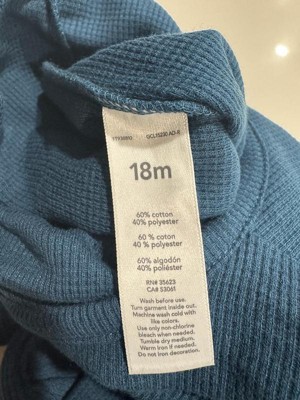 18m
60% cotton
40% polyester
60 % coton
40 % polyester
60% algodón
40% poliéster
RN# 35623
CA# 53061
Wash before use.
Turn garment inside out.
Machine wash cold with
like colors.
Use only non-chlorine
bleach when needed.
Tumble dry medium.
Warm iron if needed.
Do not iron decoration.